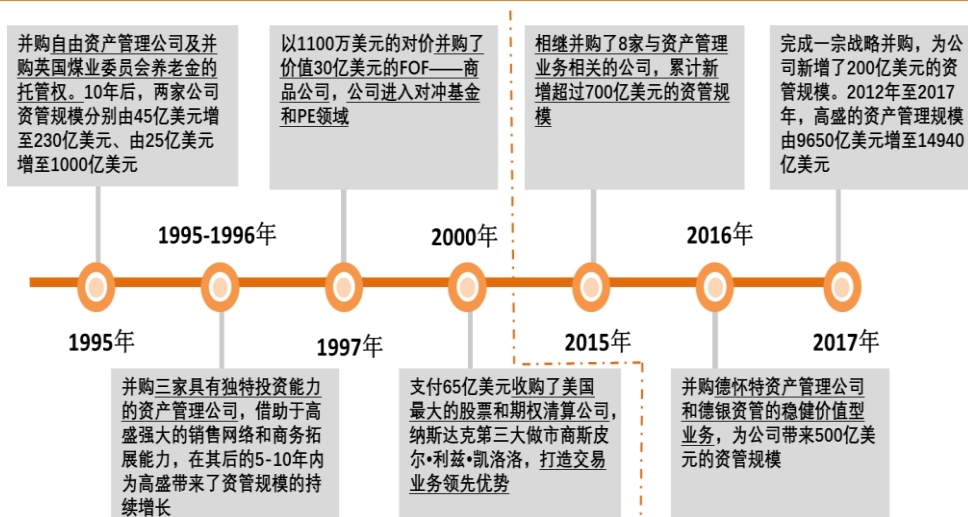 并购自由资产管理公司及并
购英国煤业委员会养老金的
托管权。10年后，两家公司
资管规模分别由45亿美元增
至230亿美元、由25亿美元
增至1000亿美元
以1100万美元的对价并购了
价值30亿美元的FOF——商
品公司，公司进入对冲基金
和PE领域
相继并购了8家与资产管理
业务相关的公司，累计新
增超过700亿美元的资管规
模
完成一宗战略并购，为公
司新增了200亿美元的资
管规模。2012年至2017
年，高盛的资产管理规模
由9650亿美元增至14940
亿美元
1995-1996年
2000年
2016年
1995年
1997年
2015年
2017年
并购三家具有独特投资能力
的资产管理公司，借助于高
盛强大的销售网络和商务拓
展能力，在其后的5-10年内
为高盛带来了资管规模的持
续增长
支付65亿美元收购了美国
最大的股票和期权清算公司，
纳斯达克第三大做市商斯皮
尔•利兹•凯洛洛，打造交易
业务领先优势
并购德怀特资产管理公司
和德银资管的稳健价值型
业务，为公司带来500亿美
元的资管规模